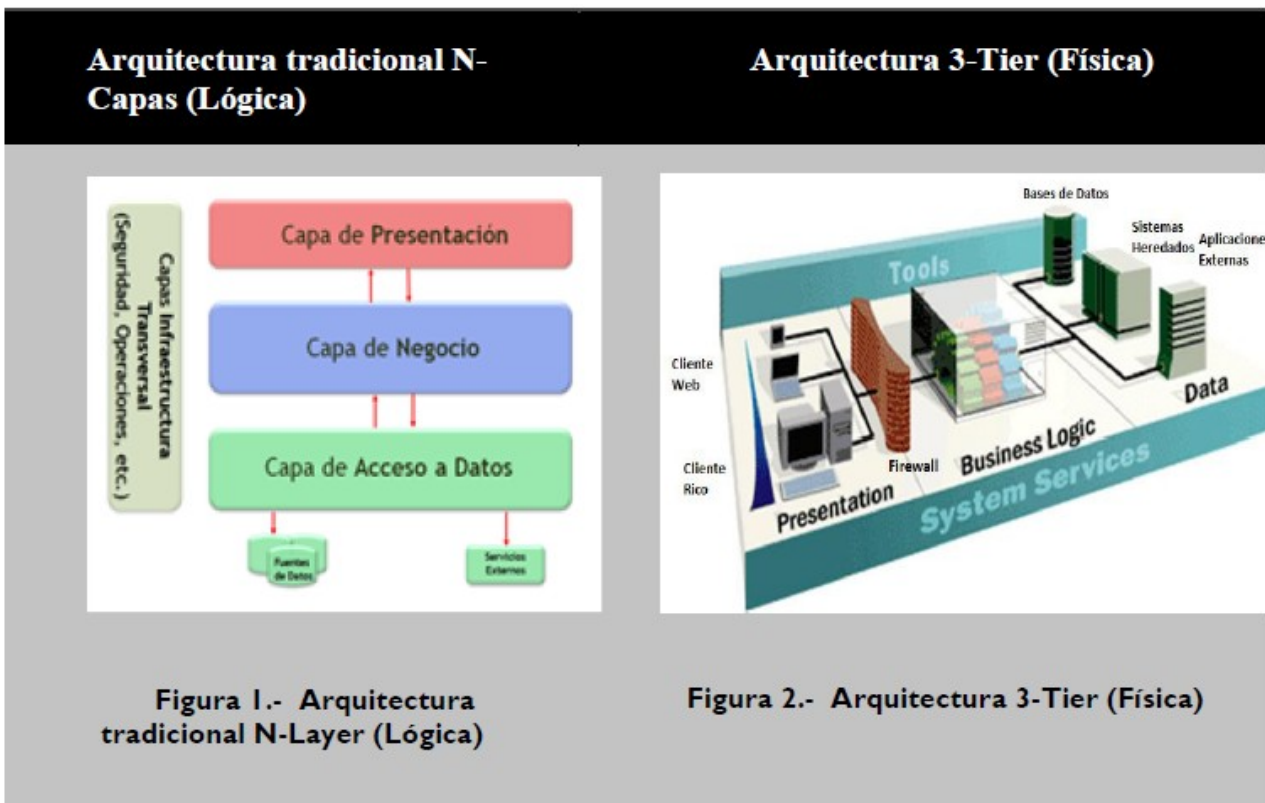 Arquitectura tradicional N-
Capas (Lógica)
Arquitectura 3-Tier (Física)
Capas Infraestructura
Transversal
(Seguridad, Operaciones, etc.)
Capa de Presentación
Capa de Negocio
Capa de Acceso a Datos
Fuentes
de Datos
Servicios
Externos
Bases de Datos
Sistemas
Heredados
Aplicacione
Externas
Tools
Cliente
Web
Cliente
Rico
Firewall
Presentation
Business Logic
Data
System Services
Figura 1.- Arquitectura
tradicional N-Layer (Lógica)
Figura 2.- Arquitectura 3-Tier (Física)